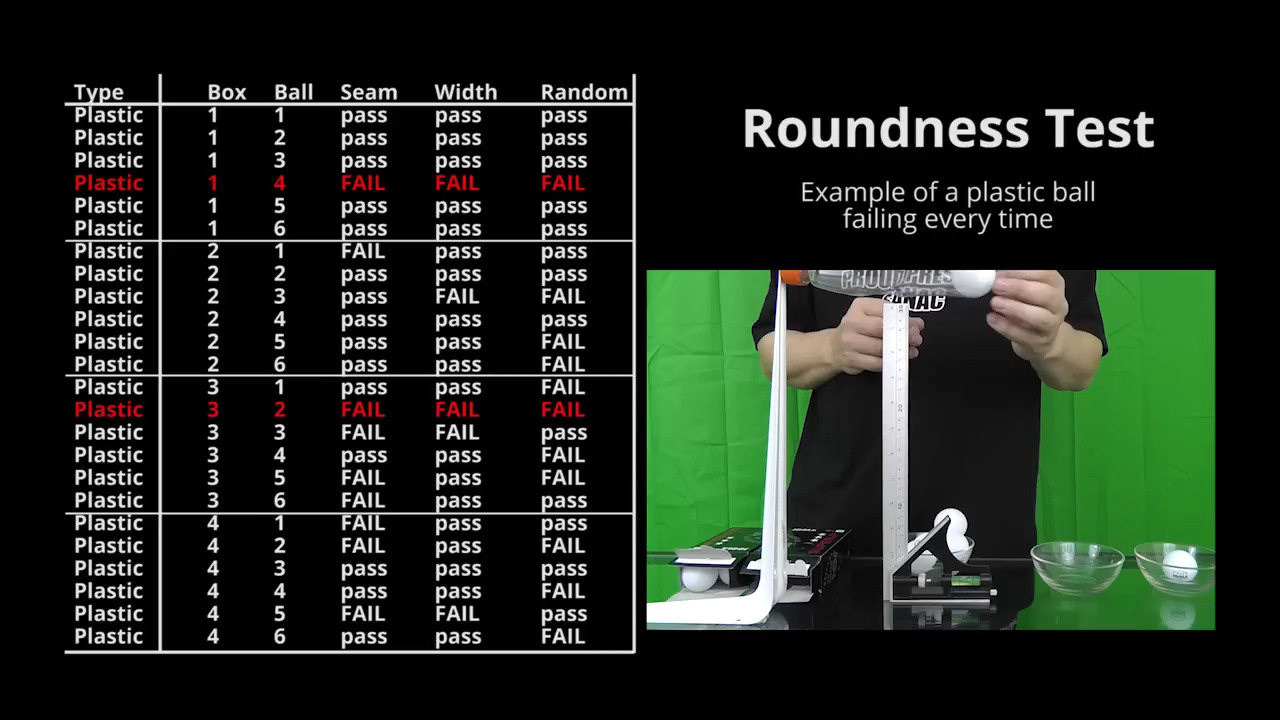 Type Box Ball Seam Width Random
Plastic 1 1 pass pass pass
Plastic 1 2 pass pass pass
Plastic 1 3 pass pass pass
Plastic 1 4 FAIL FAIL FAIL
Plastic 1 5 pass pass pass
Plastic 1 6 pass pass pass
Plastic 2 1 FAIL pass pass
Plastic 2 2 pass pass pass
Plastic 2 3 pass FAIL FAIL
Plastic 2 4 pass pass pass
Plastic 2 5 pass pass FAIL
Plastic 2 6 pass pass FAIL
Plastic 3 1 pass pass FAIL
Plastic 3 2 FAIL FAIL FAIL
Plastic 3 3 FAIL FAIL pass
Plastic 3 4 pass pass FAIL
Plastic 3 5 FAIL pass FAIL
Plastic 3 6 FAIL pass pass
Plastic 4 1 FAIL pass pass
Plastic 4 2 FAIL pass FAIL
Plastic 4 3 pass pass pass
Plastic 4 4 pass pass FAIL
Plastic 4 5 FAIL FAIL pass
Plastic 4 6 pass pass FAIL
Roundness Test
Example of a plastic ball
failing every time